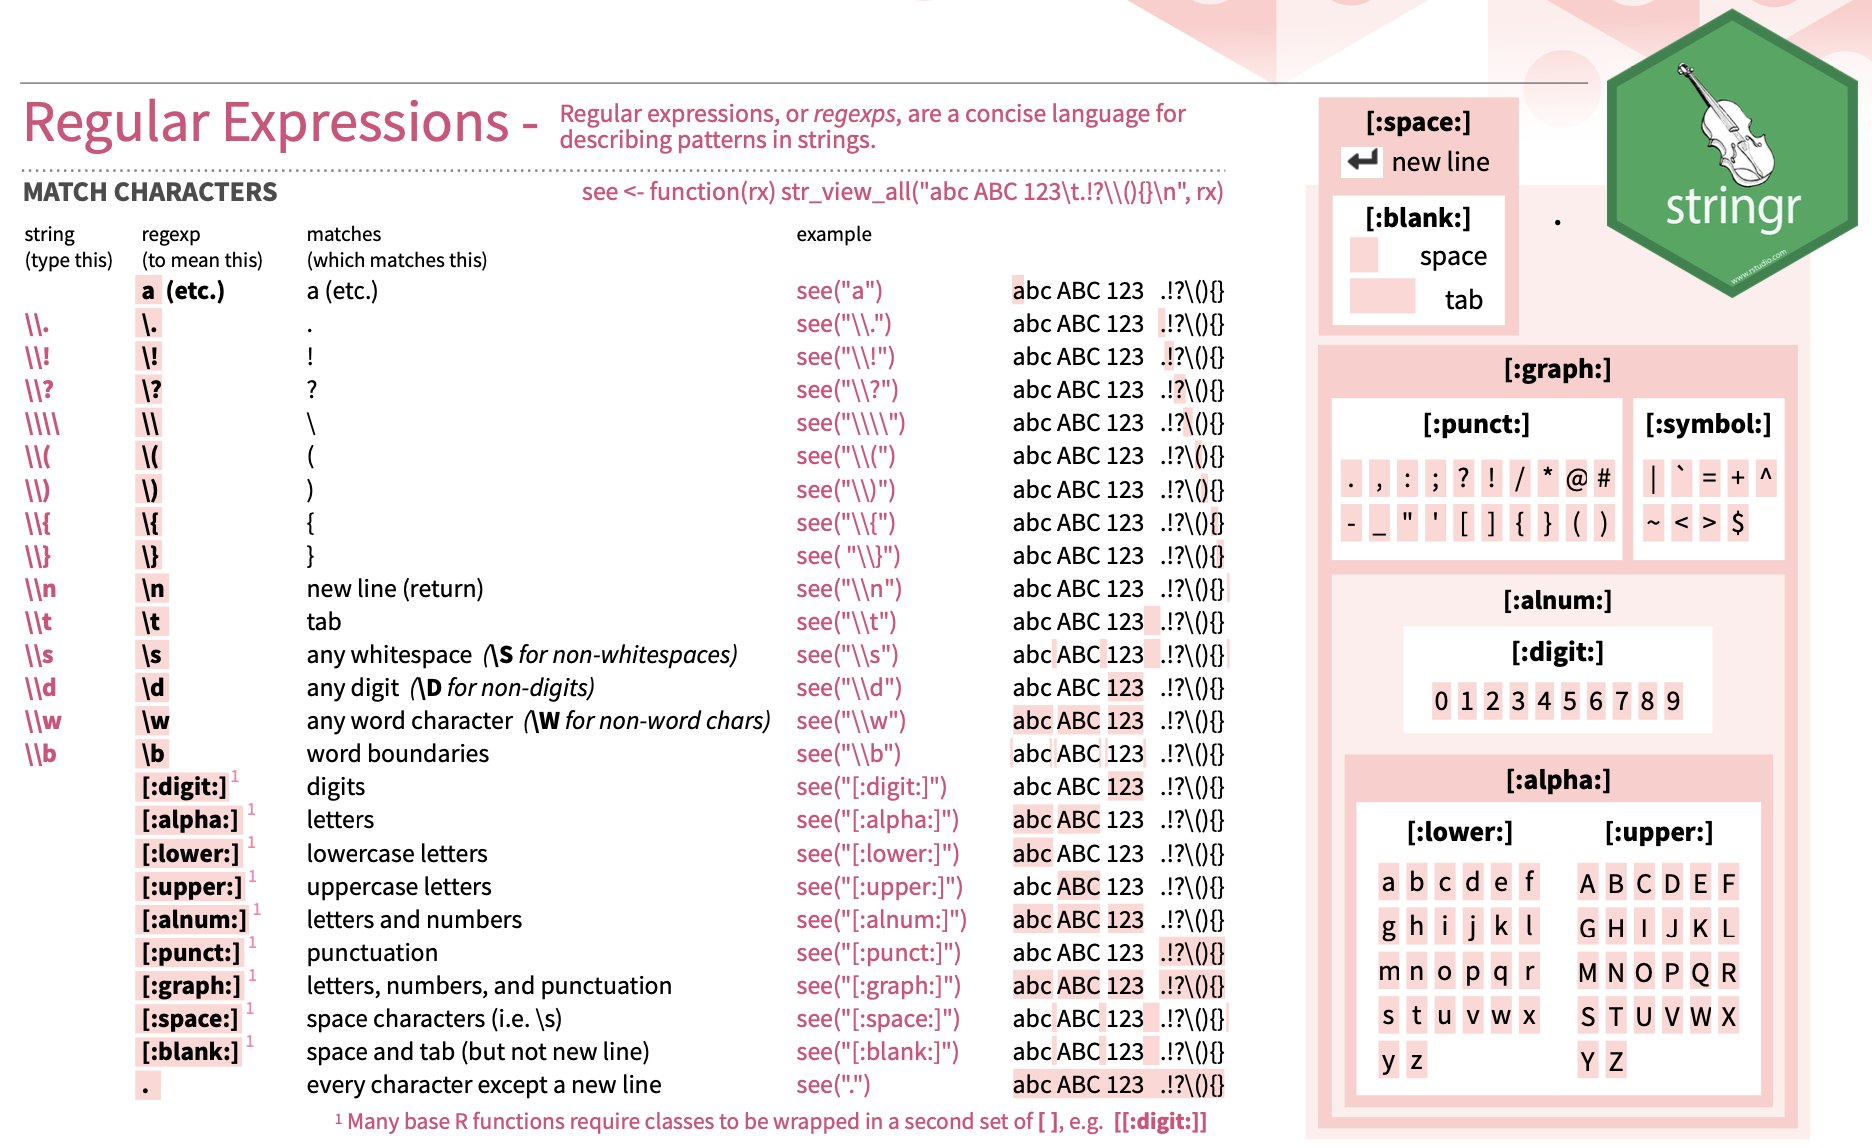 Regular Expressions -
Regular expressions, or regexps, are a concise language for
describing patterns in strings.
MATCH CHARACTERS
see <- function(rx) str_view_all("abc ABC 123\t.!?\\(){}\n", rx)
string regexp matches example
(type this) (to mean this) (which matches this)
a (etc.) a (etc.) see("a") abc ABC 123 .!?\(){}
\\. \. . see("\\.") abc ABC 123 .!?\(){}
\\! \! ! see("\\!") abc ABC 123 .!?\(){}
\\? \? ? see("\\?") abc ABC 123 .!?\(){}
\\\\ \\ \ see("\\\\") abc ABC 123 .!?\(){}
\\( \( ( see("\\(") abc ABC 123 .!?\(){}
\\) \) ) see("\\)") abc ABC 123 .!?\(){}
\\{ \{ { see("\\{") abc ABC 123 .!?\(){}
\\} \} } see( "\\}") abc ABC 123 .!?\(){}
\\n \n new line (return) see("\\n") abc ABC 123 .!?\(){}
\\t \t tab see("\\t") abc ABC 123 .!?\(){}
\\s \s any whitespace (\S for non-whitespaces) see("\\s") abc ABC 123 .!?\(){}
\\d \d any digit (\D for non-digits) see("\\d") abc ABC 123 .!?\(){}
\\w \w any word character (\W for non-word chars) see("\\w") abc ABC 123 .!?\(){}
\\b \b word boundaries see("\\b") abc ABC 123 .!?\(){}
[:digit:] 1 digits see("[:digit:]") abc ABC 123 .!?\(){}
[:alpha:] 1 letters see("[:alpha:]") abc ABC 123 .!?\(){}
[:lower:] 1 lowercase letters see("[:lower:]") abc ABC 123 .!?\(){}
[:upper:] 1 uppercase letters see("[:upper:]") abc ABC 123 .!?\(){}
[:alnum:] 1 letters and numbers see("[:alnum:]") abc ABC 123 .!?\(){}
[:punct:] 1 punctuation see("[:punct:]") abc ABC 123 .!?\(){}
[:graph:] 1 letters, numbers, and punctuation see("[:graph:]") abc ABC 123 .!?\(){}
[:space:] 1 space characters (i.e. \s) see("[:space:]") abc ABC 123 .!?\(){}
[:blank:] 1 space and tab (but not new line) see("[:blank:]") abc ABC 123 .!?\(){}
. every character except a new line see(".") abc ABC 123 .!?\(){}
1 Many base R functions require classes to be wrapped in a second set of [ ], e.g. [[:digit:]]
[:space:]
new line
[:blank:]
space
tab
.
stringr
www.rstudio.com
[:graph:]
[:punct:]
. , : ; ? ! / * @ #
- _ " ' [ ] { } ( )
[:symbol:]
| ` = + ^
~ < > $
[:alnum:]
[:digit:]
0 1 2 3 4 5 6 7 8 9
[:alpha:]
[:lower:]
a b c d e f
g h i j k l
m n o p q r
s t u v w x
y z
[:upper:]
A B C D E F
G H I J K L
M N O P Q R
S T U V W X
Y Z